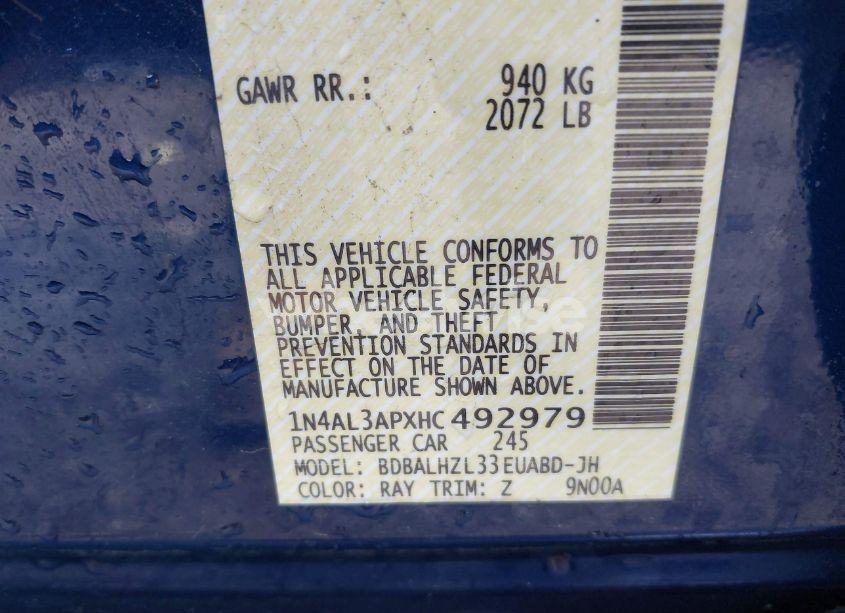 GAWR RR.: 940 KG
2072 LB
THIS VEHICLE CONFORMS TO
ALL APPLICABLE FEDERAL
MOTOR VEHICLE SAFETY,
BUMPER, AND THEFT
PREVENTION STANDARDS IN
EFFECT ON THE DATE OF
MANUFACTURE SHOWN ABOVE.
1N4AL3APXHC492979
PASSENGER CAR 245
MODEL: BDBALHZL33EUABD-JH
COLOR: RAY TRIM: Z 9N00A